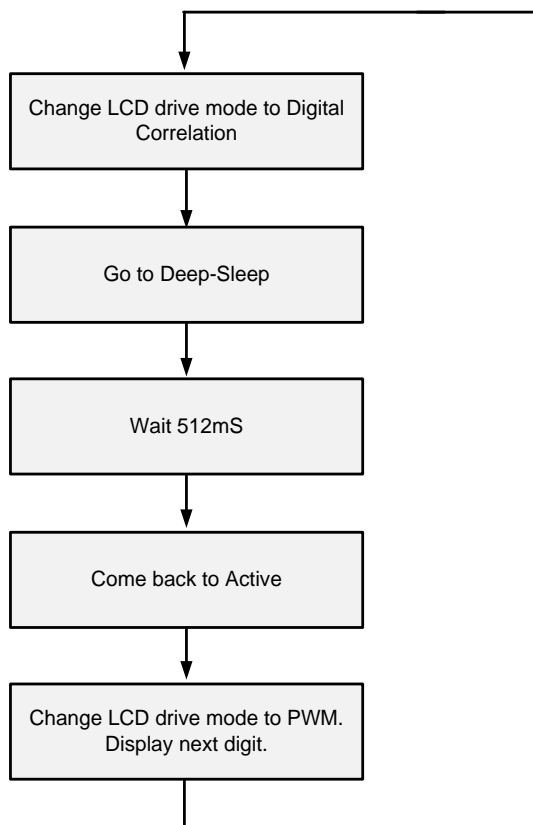 Change LCD drive mode to Digital
Correlation
Go to Deep-Sleep
Wait 512mS
Come back to Active
Change LCD drive mode to PWM.
Display next digit.